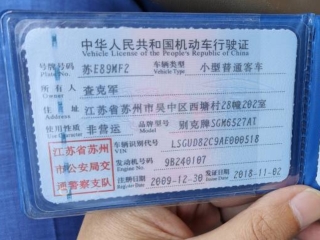 中华人民共和国机动车行驶证
Vehicle License of the People's Republic of China
号牌号码 苏E89MF2 车辆类型 小型普通客车
Plate No. Vehicle Type
所有人 查克军
Owner
住址 江苏省苏州市吴中区西塘村28幢202室
Address
使用性质 非营运 品牌型号 别克牌SGM6527AT
Use Character Model
江苏省苏州 车辆识别代号 LSGUD82C9AE000518
VIN
市公安局交 发动机号码 9B240107
Engine No.
通警察支队 注册日期 2009-12-30 发证日期 2018-11-02
Register Date Issue Date